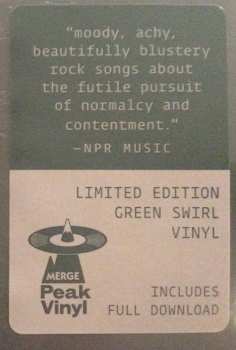 "moody, achy,
beautifully blustery
rock songs about
the futile pursuit
of normalcy and
contentment."
—NPR MUSIC
LIMITED EDITION
GREEN SWIRL
VINYL
MERGE
Peak
Vinyl
INCLUDES
FULL DOWNLOAD